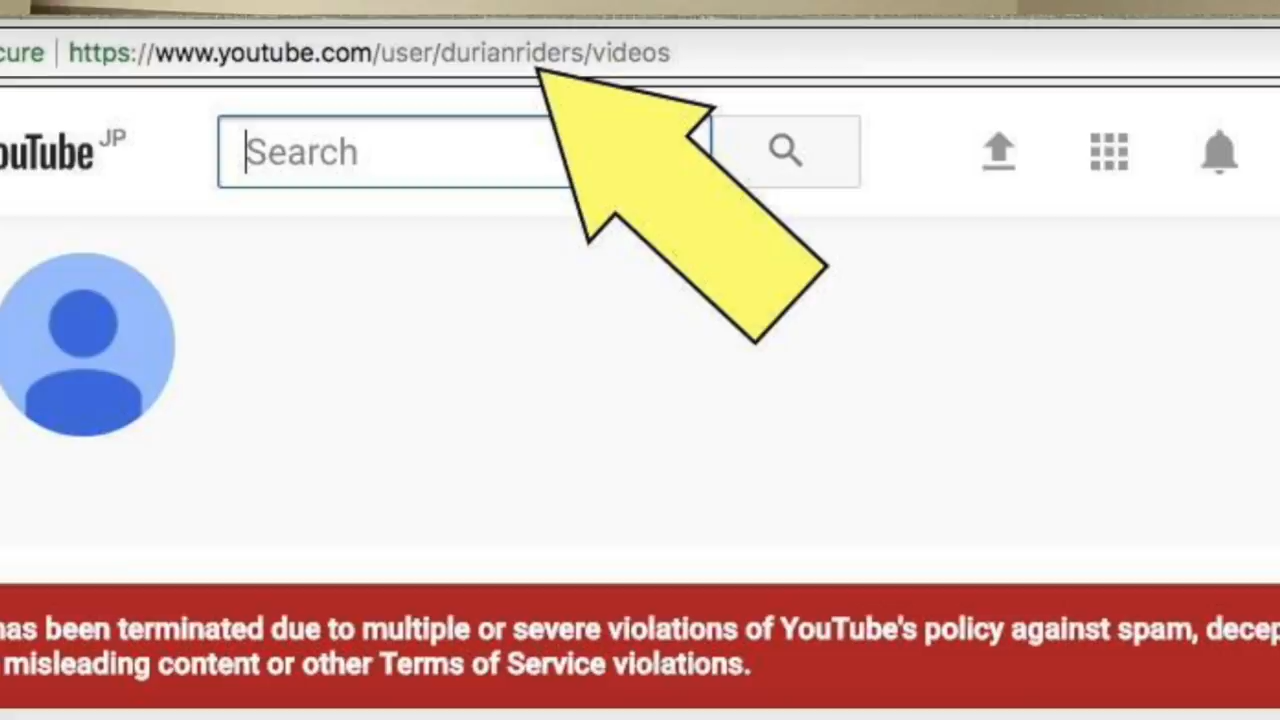 cure | https://www.youtube.com/user/durianriders/videos
ouTube JP
Search
has been terminated due to multiple or severe violations of YouTube's policy against spam, decep
misleading content or other Terms of Service violations.